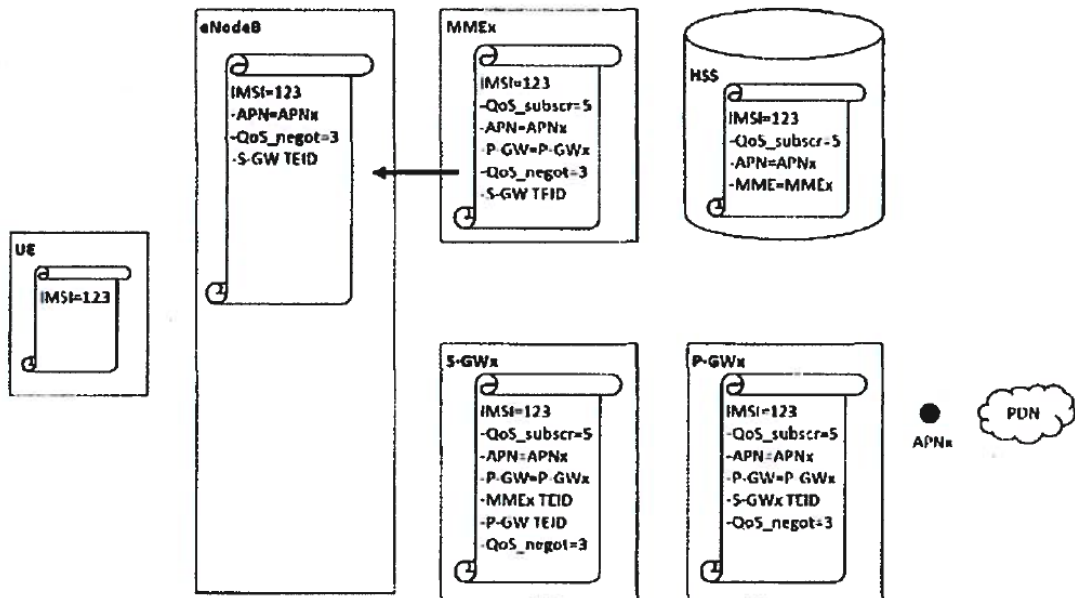 eNodeB
IMSI=123
-APN=APNx
-QoS_negot=3
-S-GW TEID
MMEx
IMSI=123
-QoS_subscr=5
-APN=APNx
-P-GW=P-GWx
-QoS_negot=3
-S-GW TEID
HSS
IMSI=123
-QoS_subscr=5
-APN=APNx
-MME=MMEx
UE
IMSI=123
S-GWx
IMSI=123
-QoS_subscr=5
-APN=APNx
-P-GW=P-GWx
-MMEx TEID
-P-GW TEID
-QoS_negot=3
P-GWx
IMSI=123
-QoS_subscr=5
-APN=APNx
-P-GW=P-GWx
-S-GWx TEID
-QoS_negot=3
APNx
PDN